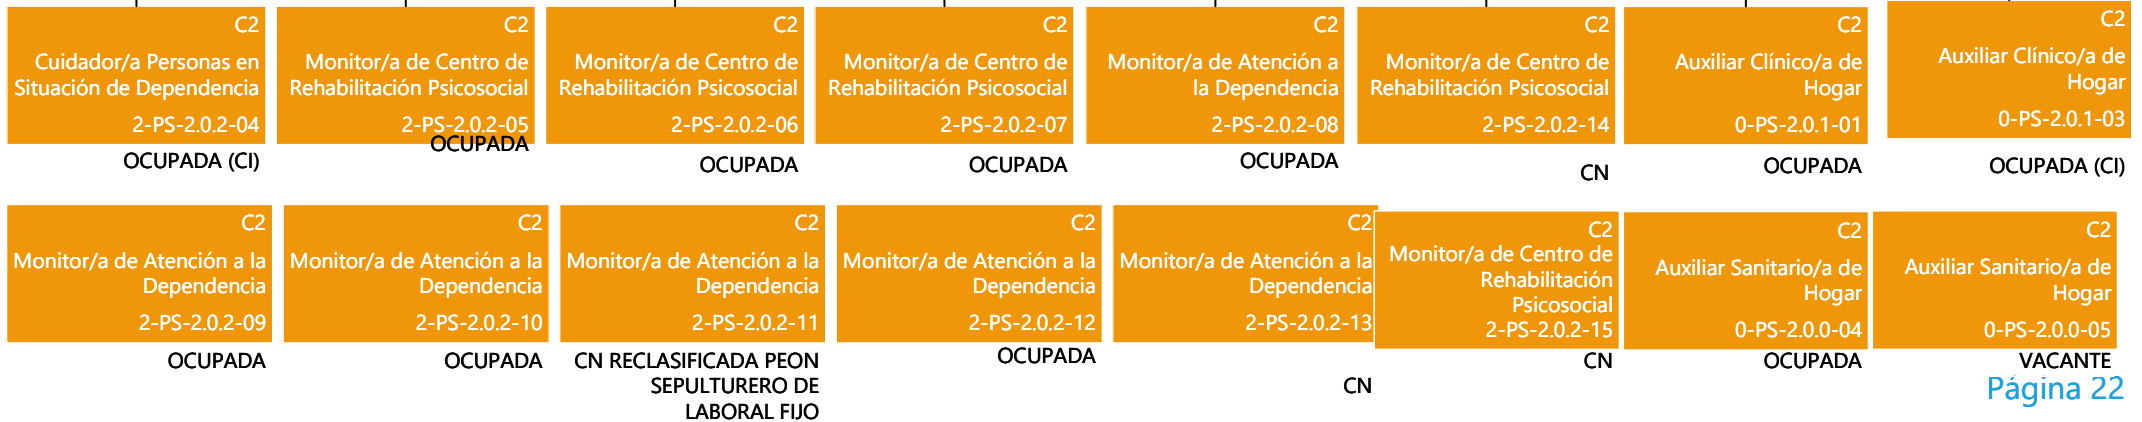 C2
Cuidador/a Personas en
Situación de Dependencia
2-PS-2.0.2-04
OCUPADA (CI)
C2
Monitor/a de Centro de
Rehabilitación Psicosocial
2-PS-2.0.2-05
OCUPADA
C2
Monitor/a de Centro de
Rehabilitación Psicosocial
2-PS-2.0.2-06
OCUPADA
C2
Monitor/a de Centro de
Rehabilitación Psicosocial
2-PS-2.0.2-07
OCUPADA
C2
Monitor/a de Atención a
la Dependencia
2-PS-2.0.2-08
OCUPADA
C2
Monitor/a de Centro de
Rehabilitación Psicosocial
2-PS-2.0.2-14
CN
C2
Auxiliar Clínico/a de
Hogar
0-PS-2.0.1-01
OCUPADA
C2
Auxiliar Clínico/a de
Hogar
0-PS-2.0.1-03
OCUPADA (CI)
C2
Monitor/a de Atención a la
Dependencia
2-PS-2.0.2-09
OCUPADA
C2
Monitor/a de Atención a la
Dependencia
2-PS-2.0.2-10
OCUPADA
C2
Monitor/a de Atención a la
Dependencia
2-PS-2.0.2-11
CN RECLASIFICADA PEON
SEPULTURERO DE
LABORAL FIJO
C2
Monitor/a de Atención a la
Dependencia
2-PS-2.0.2-12
OCUPADA
C2
Monitor/a de Atención a la
Dependencia
2-PS-2.0.2-13
CN
C2
Monitor/a de Centro de
Rehabilitación
Psicosocial
2-PS-2.0.2-15
CN
C2
Auxiliar Sanitario/a de
Hogar
0-PS-2.0.0-04
OCUPADA
C2
Auxiliar Sanitario/a de
Hogar
0-PS-2.0.0-05
VACANTE
Página 22